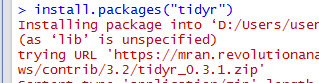 > install.packages("tidyr")
Installing package into ‘D:/Users/user
(as ‘lib’ is unspecified)
trying URL 'https://mran.revolutionana
ws/contrib/3.2/tidyr_0.3.1.zip'